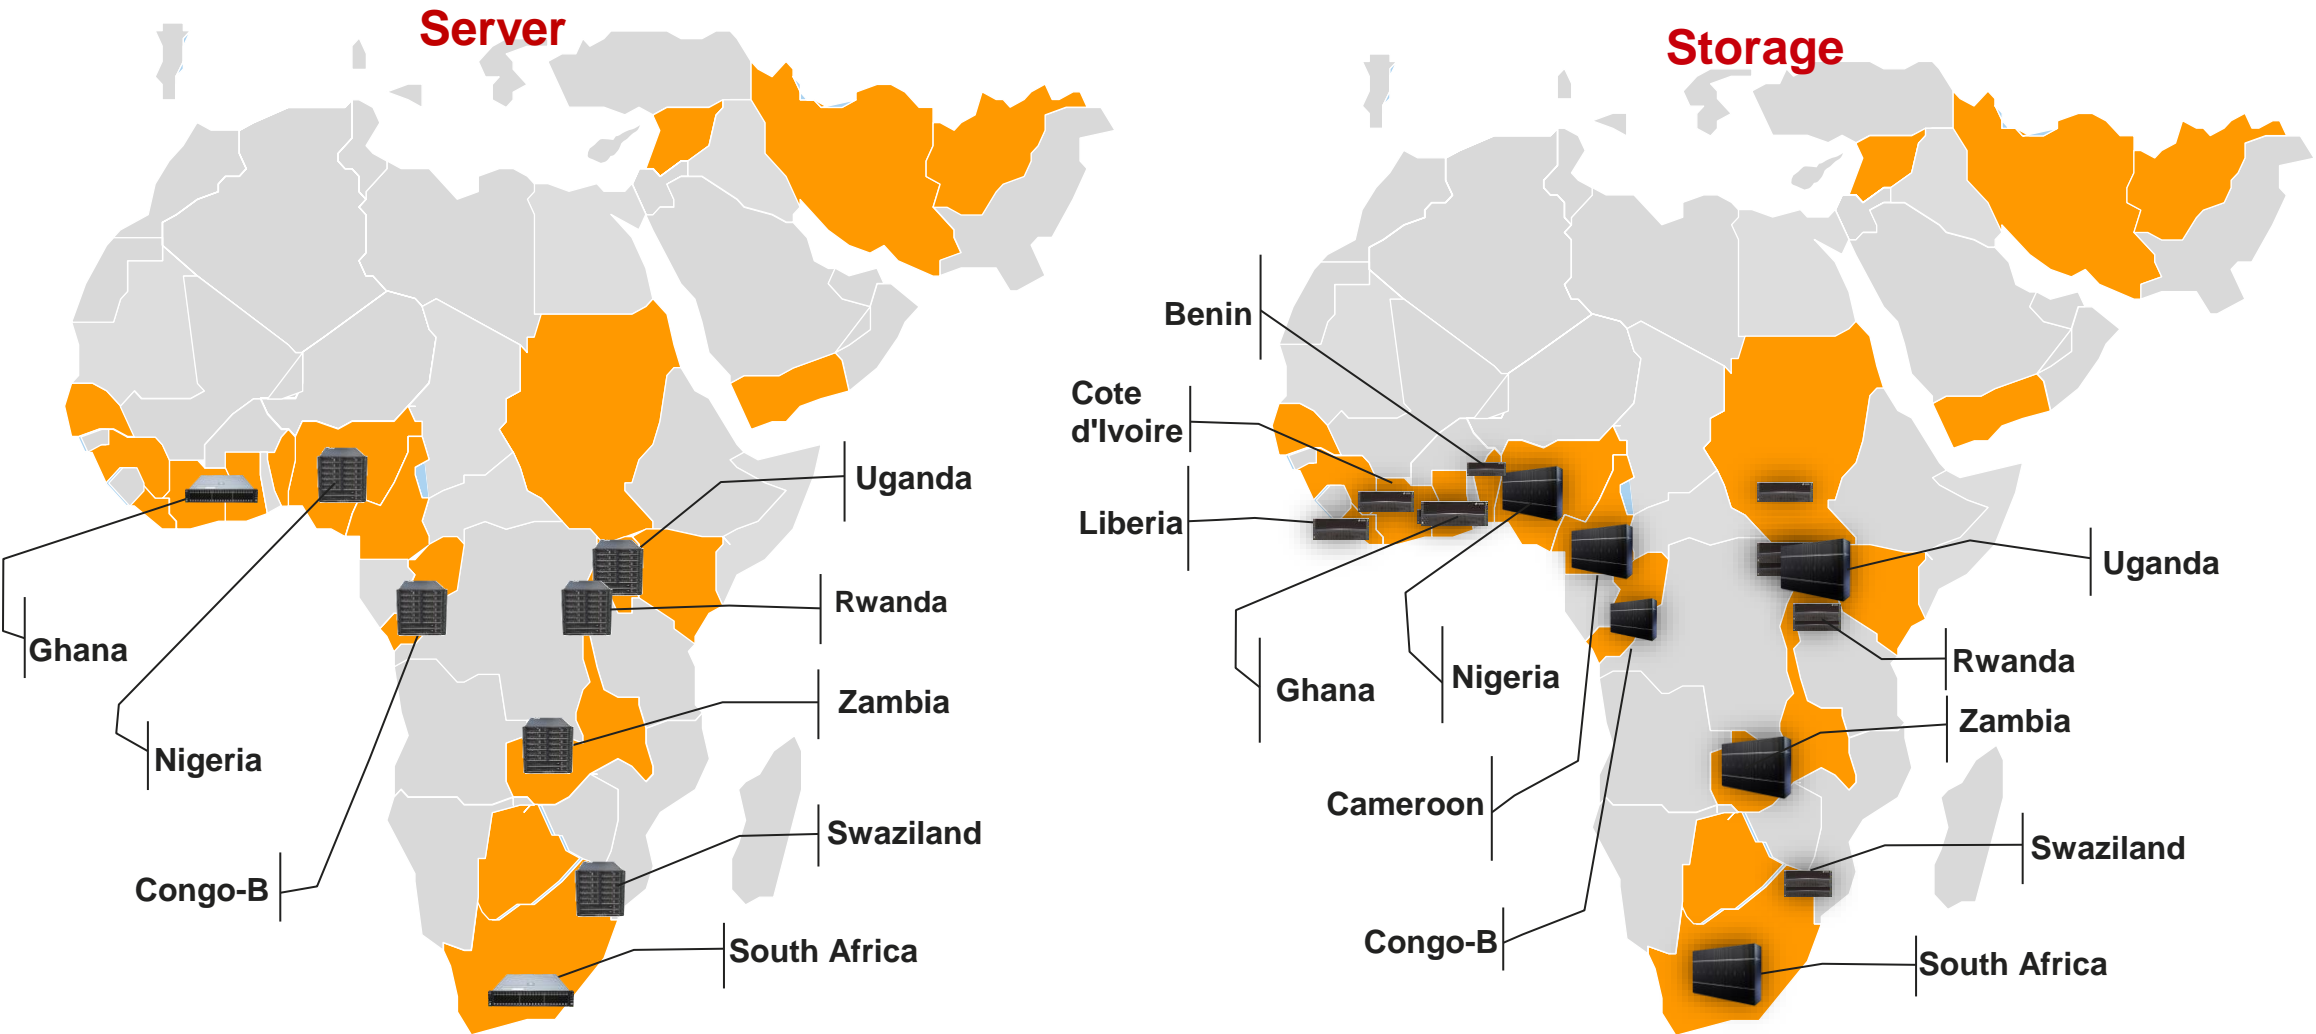 Server
Uganda
Rwanda
Ghana
Zambia
Nigeria
Swaziland
Congo-B
South Africa
Storage
Benin
Cote
d'Ivoire
Liberia
Uganda
Rwanda
Nigeria
Ghana
Zambia
Cameroon
Swaziland
Congo-B
South Africa